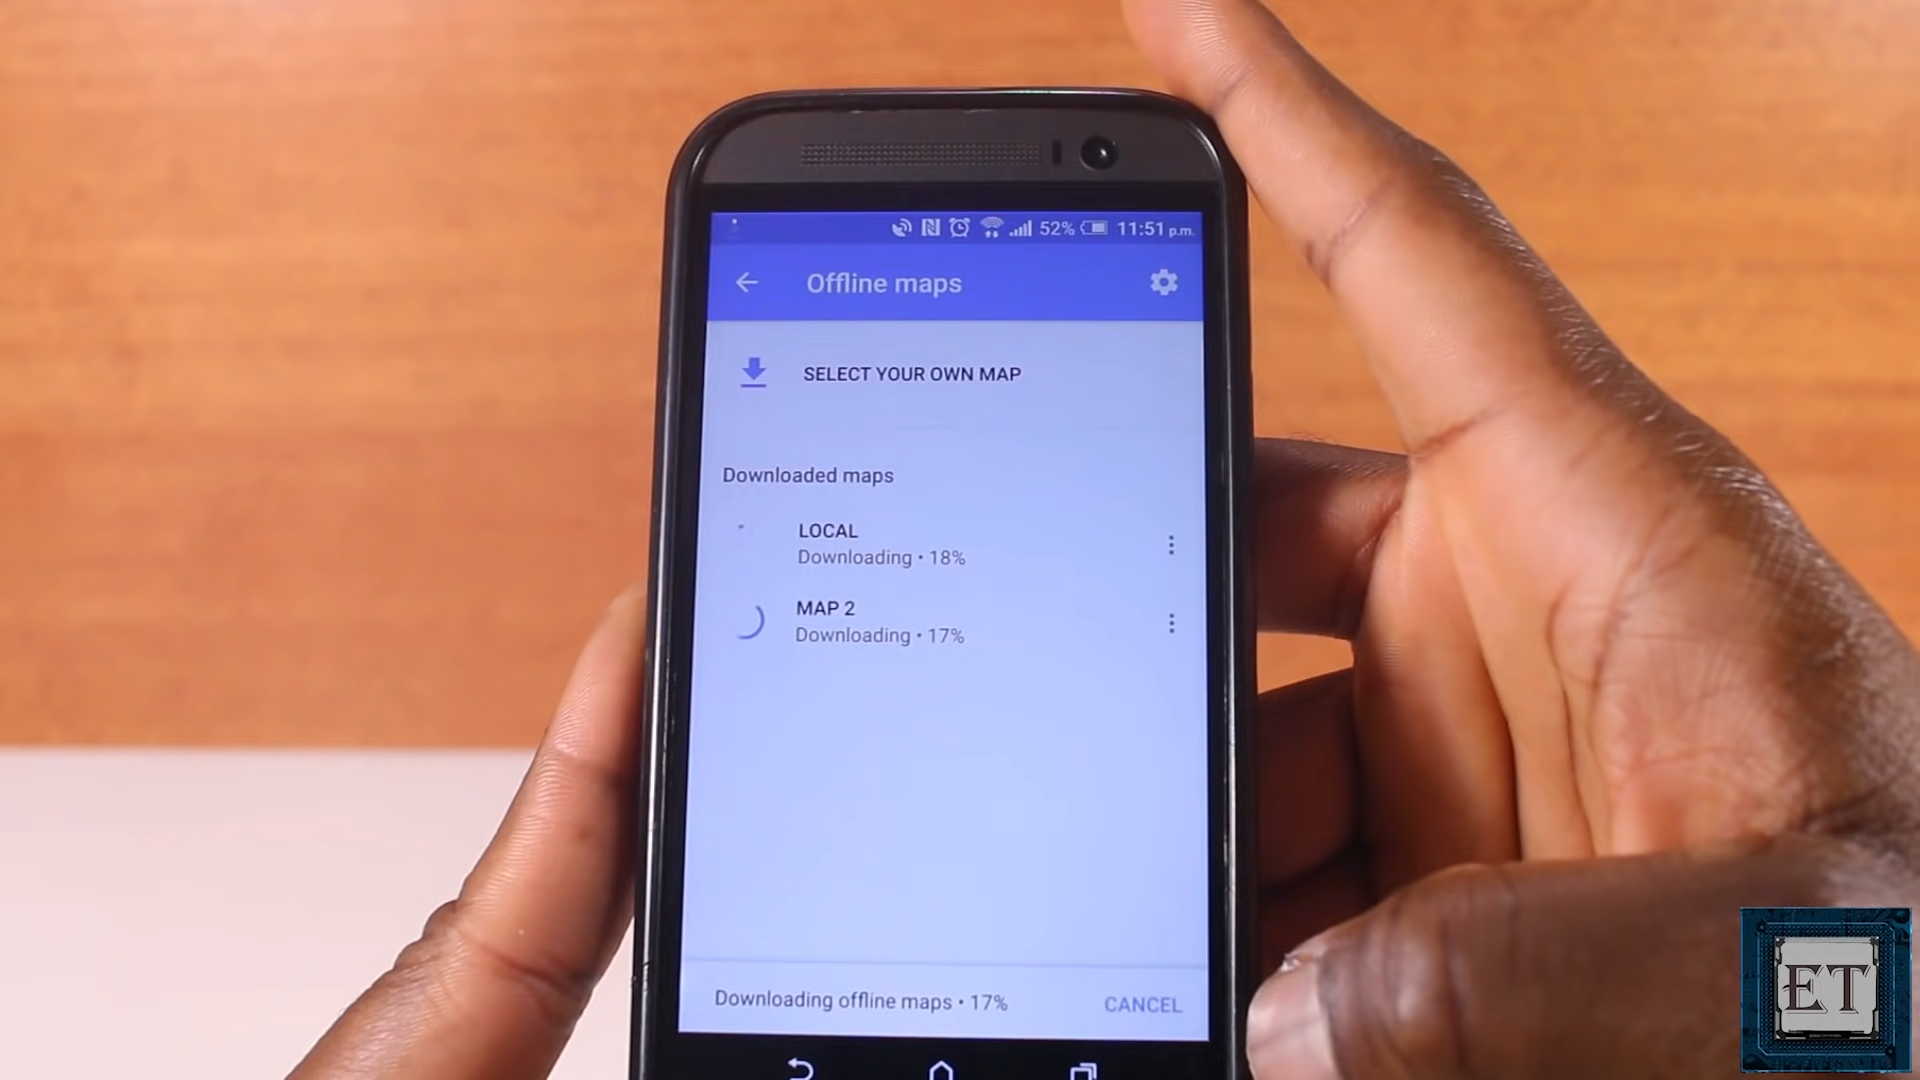 52% 11:51 p.m.
Offline maps
SELECT YOUR OWN MAP
Downloaded maps
LOCAL
Downloading • 18%
MAP 2
Downloading • 17%
Downloading offline maps • 17% CANCEL
ET